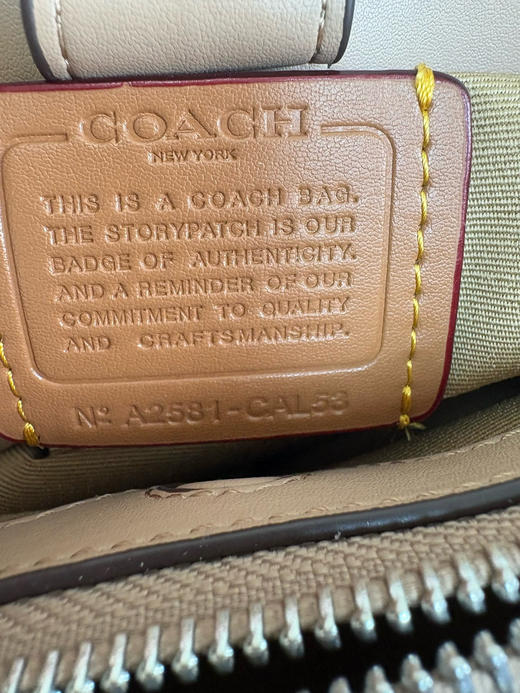 COACH
NEW YORK
THIS IS A COACH BAG.
THE STORYPATCH IS OUR
BADGE OF AUTHENTICITY.
AND A REMINDER OF OUR
COMMITMENT TO QUALITY
AND CRAFTSMANSHIP.
Nº A2581-CAL53